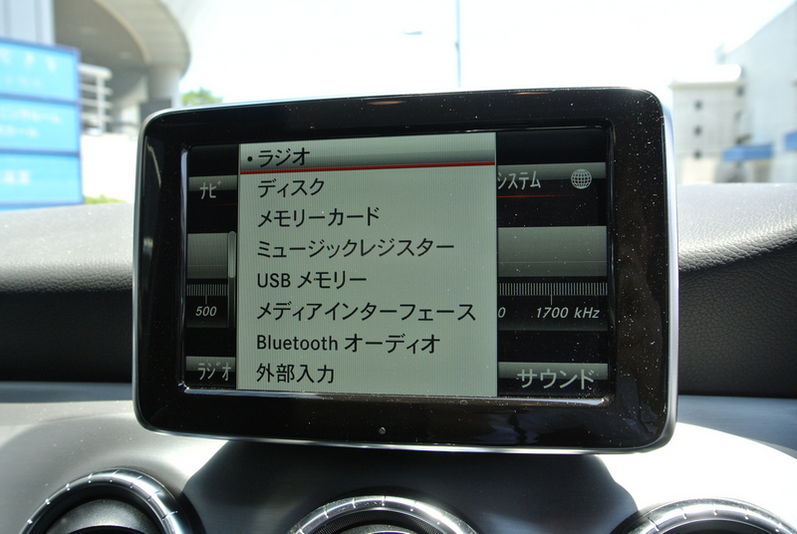 ・ラジオ
ディスク
メモリーカード
ミュージックレジスター
USB メモリー
メディアインターフェース
Bluetooth オーディオ
外部入力
ナビ
システム
500
1700 kHz
ラジオ
サウンド